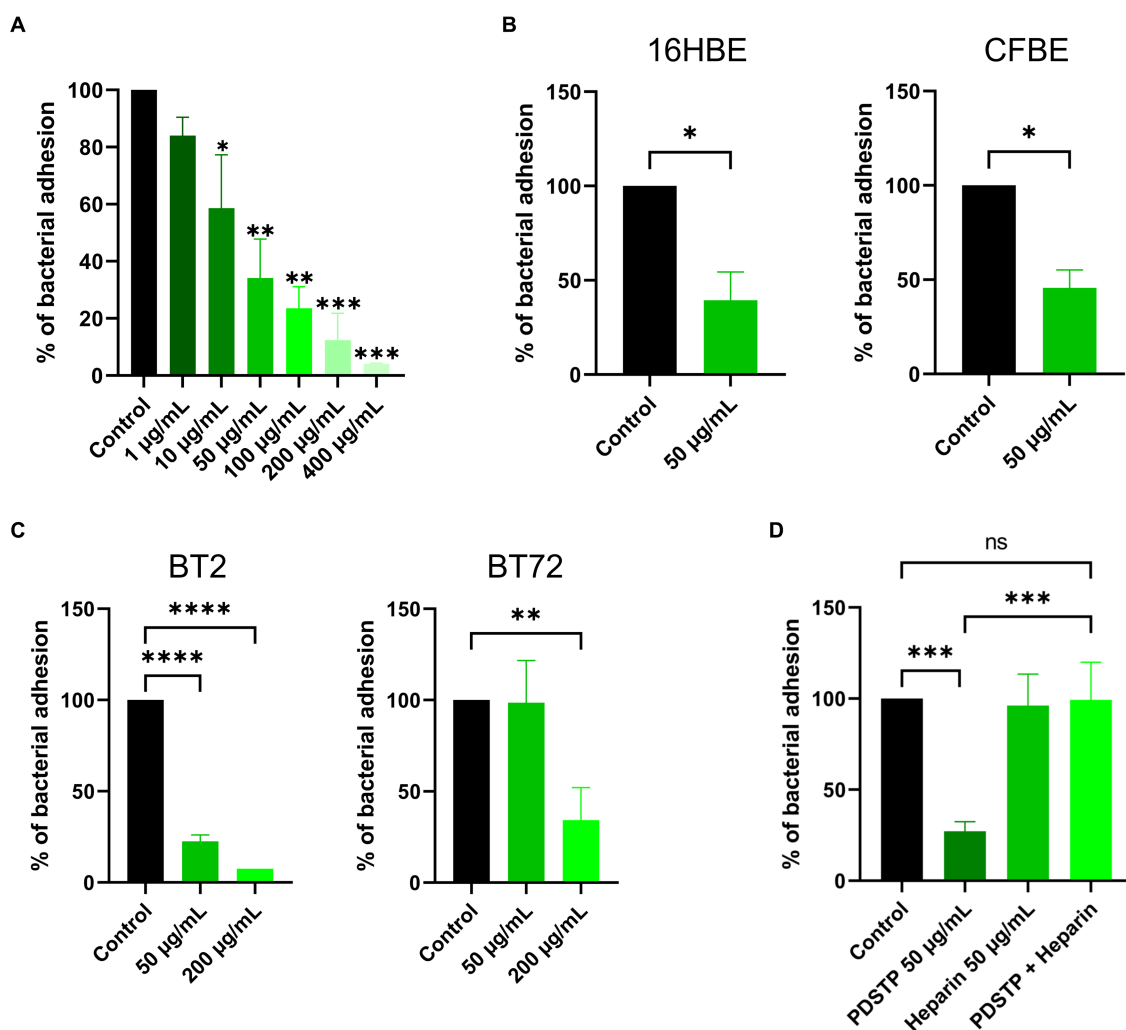 A
% of bacterial adhesion
100
80
60
40
20
0
*
**
**
***
***
Control
1 µg/mL
10 µg/mL
50 µg/mL
100 µg/mL
200 µg/mL
400 µg/mL
B
16HBE
% of bacterial adhesion
150
100
50
0
*
Control
50 µg/mL
CFBE
% of bacterial adhesion
150
100
50
0
*
Control
50 µg/mL
C
BT2
% of bacterial adhesion
150
100
50
0
****
****
Control
50 µg/mL
200 µg/mL
BT72
% of bacterial adhesion
150
100
50
0
**
Control
50 µg/mL
200 µg/mL
D
ns
***
***
% of bacterial adhesion
150
100
50
0
Control
PDSTP 50 µg/mL
Heparin 50 µg/mL
PDSTP + Heparin